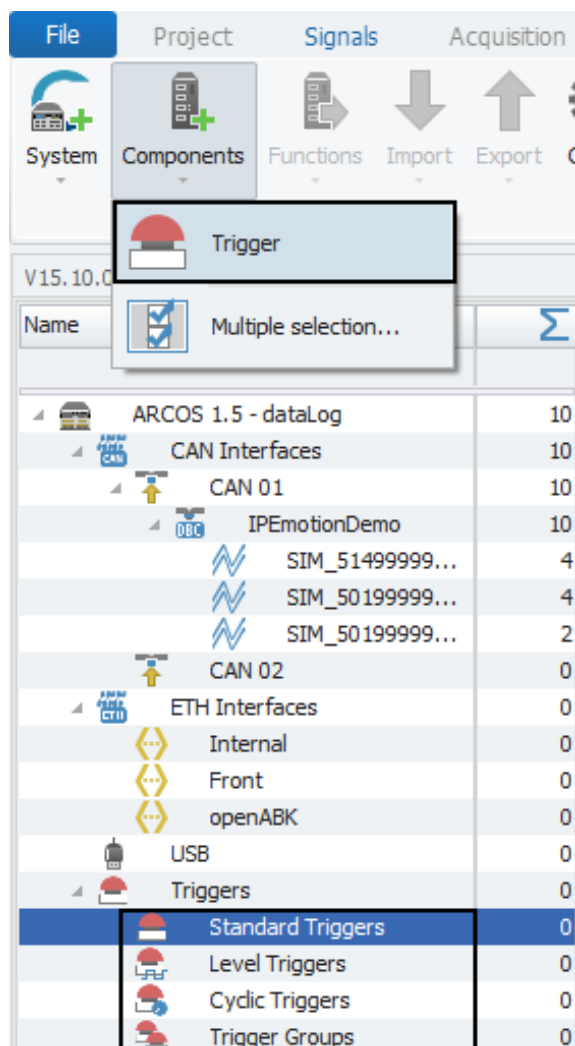 File Project Signals Acquisition
System Components Functions Import Export
Trigger
V15.10.0
Multiple selection...
Name Σ
ARCOS 1.5 - dataLog 10
CAN Interfaces 10
CAN 01 10
DBC IPEmotionDemo 10
SIM_51499999... 4
SIM_50199999... 4
SIM_50199999... 2
CAN 02 0
ETH Interfaces 0
Internal 0
Front 0
openABK 0
USB 0
Triggers 0
Standard Triggers 0
Level Triggers 0
Cyclic Triggers 0
Trigger Groups 0